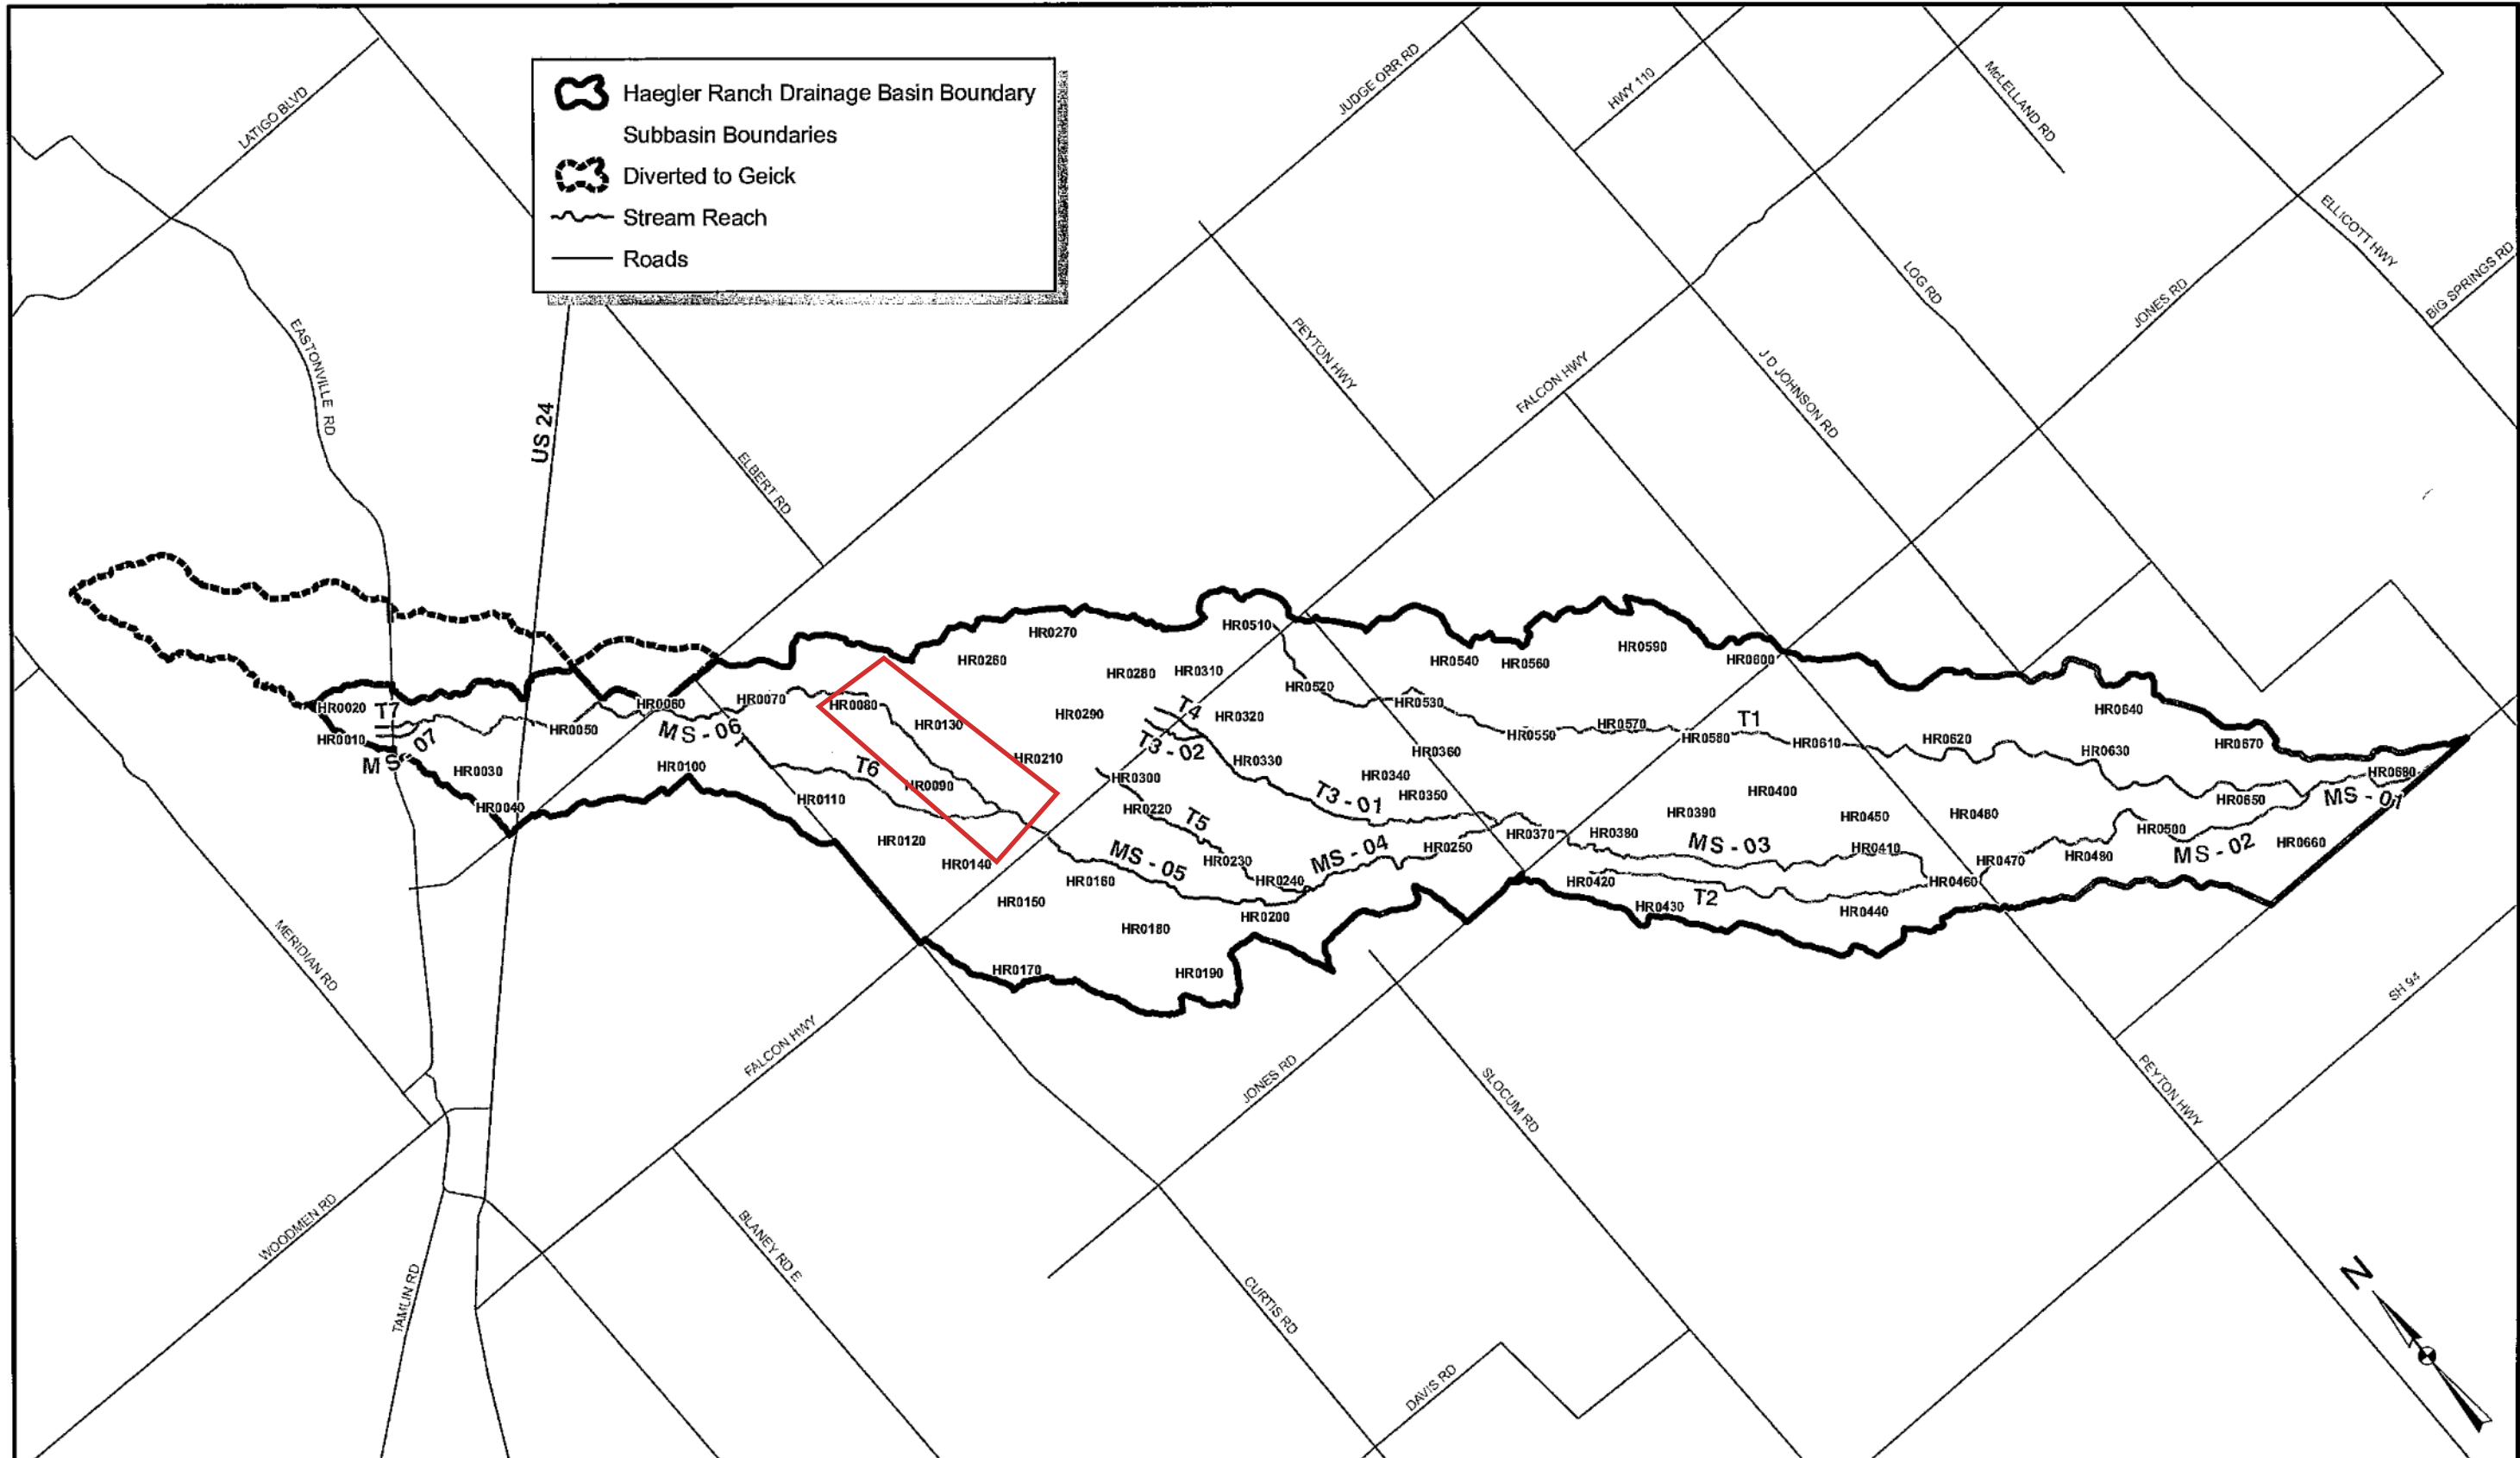 Haegler Ranch Drainage Basin Boundary
Subbasin Boundaries
Diverted to Geick
Stream Reach
Roads
LATIGO BLVD
JUDGE ORR RD
HWY 110
McLELLAND RD
ELLICOTT HWY
BIG SPRINGS RD
LOG RD
JONES RD
EASTONVILLE RD
PEYTON HWY
FALCON HWY
J D JOHNSON RD
US 24
ELBERT RD
HR0270
HR0510
HR0260
HR0280
HR0310
HR0540
HR0560
HR0590
HR0600
HR0520
HR0530
HR0020
T7
HR0060
HR0070
HR0080
HR0130
HR0290
T4
HR0320
HR0640
HR0010
07
HR0050
MS-06
HR0550
HR0570
T1
HR0580
HR0610
HR0620
HR0630
HR0670
MS
HR0030
HR0100
T6
HR0210
T3-02
HR0330
HR0360
HR0340
HR0680
HR0040
HR0110
HR0090
HR0300
HR0220
T3-01
HR0350
HR0390
HR0400
HR0450
HR0480
HR0650
MS-01
HR0120
T5
HR0370
HR0380
HR0500
HR0140
MS-05
HR0230
MS-04
HR0250
MS-03
HR0410
HR0470
HR0480
MS-02
HR0660
HR0160
HR0240
HR0420
T2
HR0460
HR0150
HR0200
HR0430
HR0440
HR0180
HR0170
HR0190
MERIDIAN RD
SH 94
FALCON HWY
JONES RD
SLOCUM RD
PEYTON HWY
WOODMEN RD
BLANEY RD E
TAMLIN RD
CURTIS RD
DAVIS RD
N